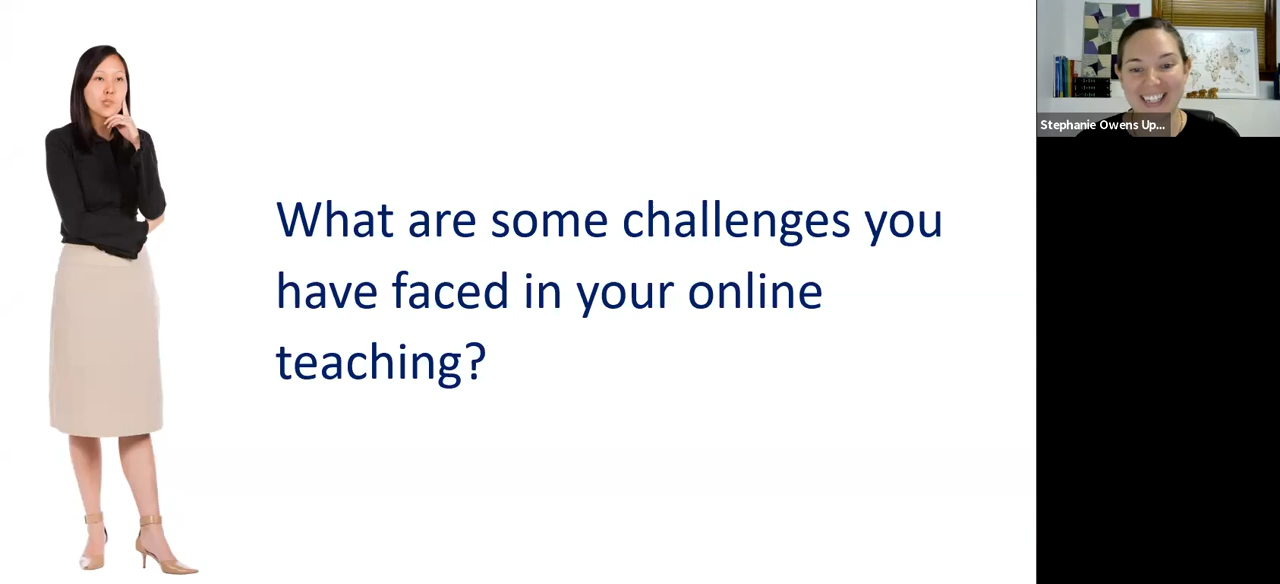 What are some challenges you
have faced in your online
teaching?
Stephanie Owens Up...